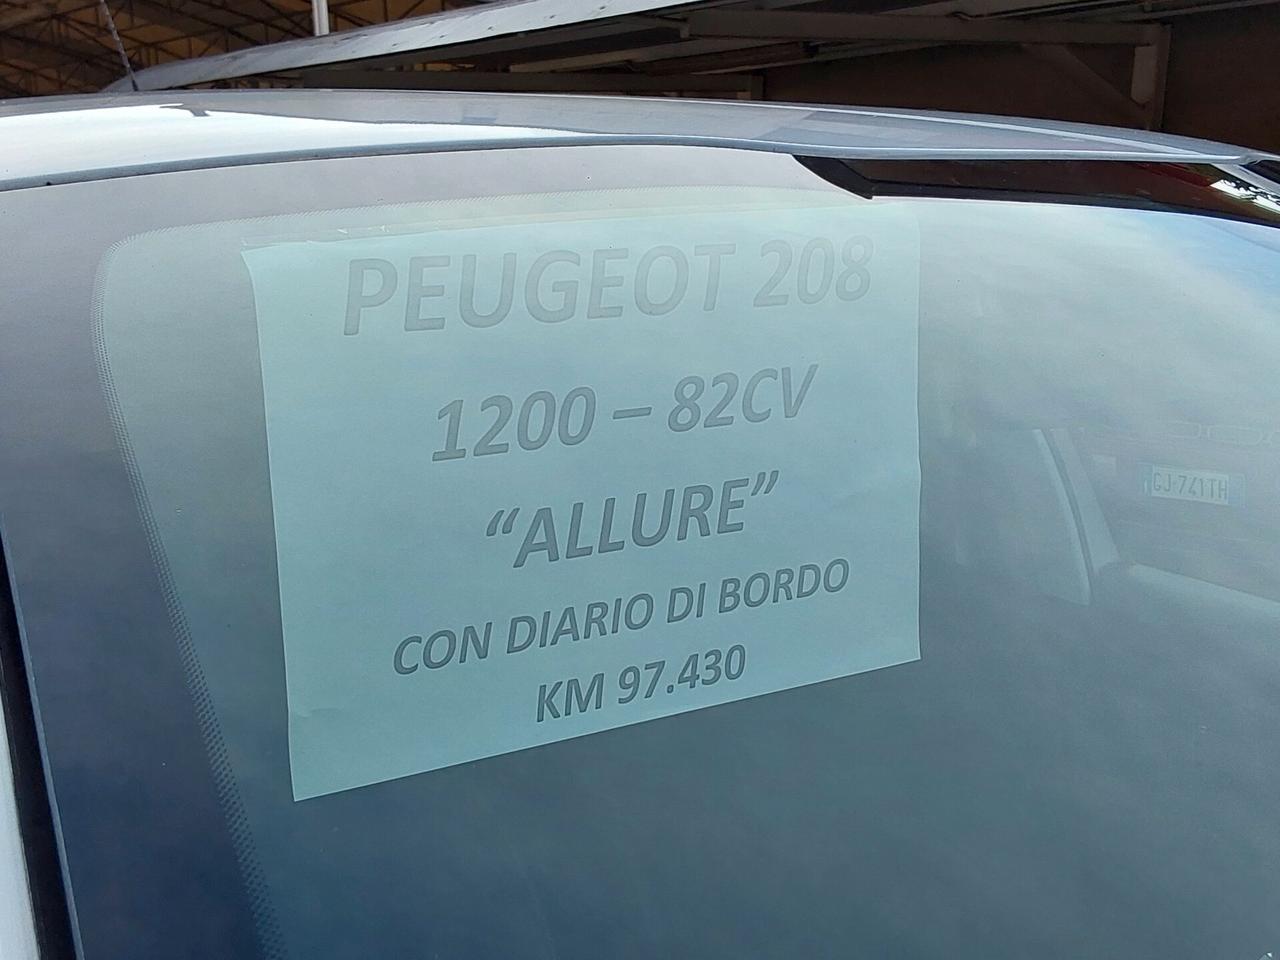 PEUGEOT 208
1200 – 82CV
“ALLURE”
CON DIARIO DI BORDO
KM 97.430
GJ-741TH